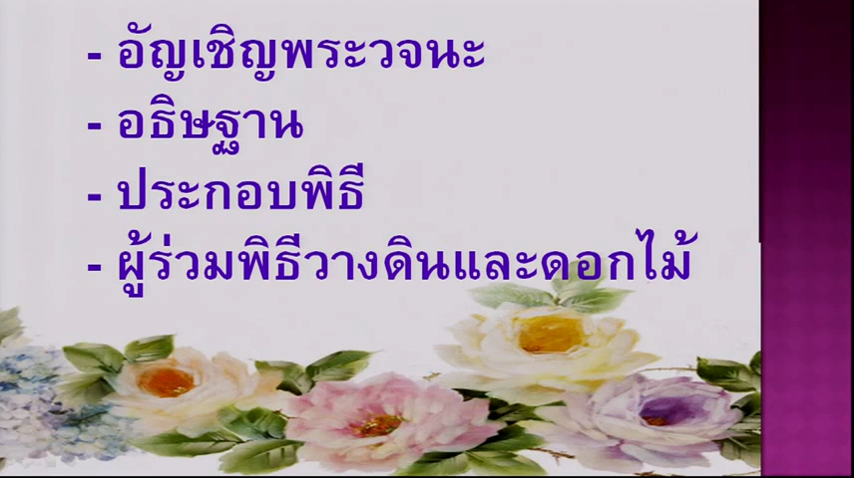 - อัญเชิญพระวจนะ
- อธิษฐาน
- ประกอบพิธี
- ผู้ร่วมพิธีวางดินและดอกไม้